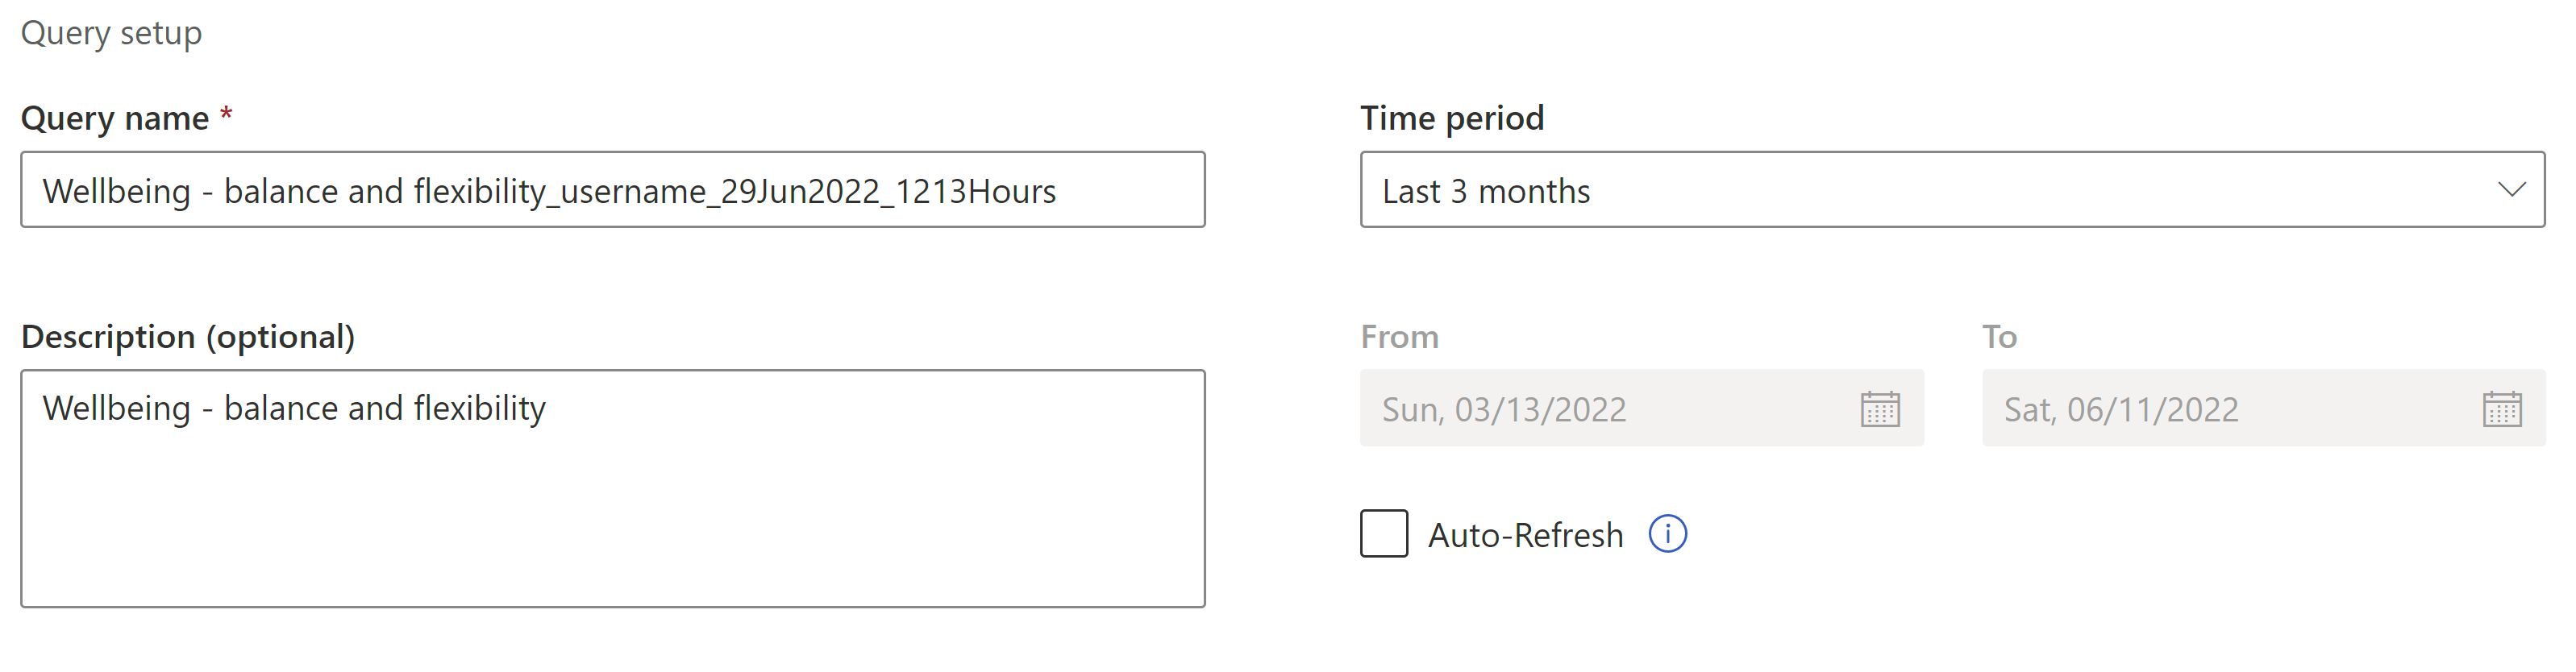 Query setup
Query name *
Wellbeing - balance and flexibility_username_29Jun2022_1213Hours
Time period
Last 3 months
Description (optional)
Wellbeing - balance and flexibility
From
Sun, 03/13/2022
To
Sat, 06/11/2022
Auto-Refresh